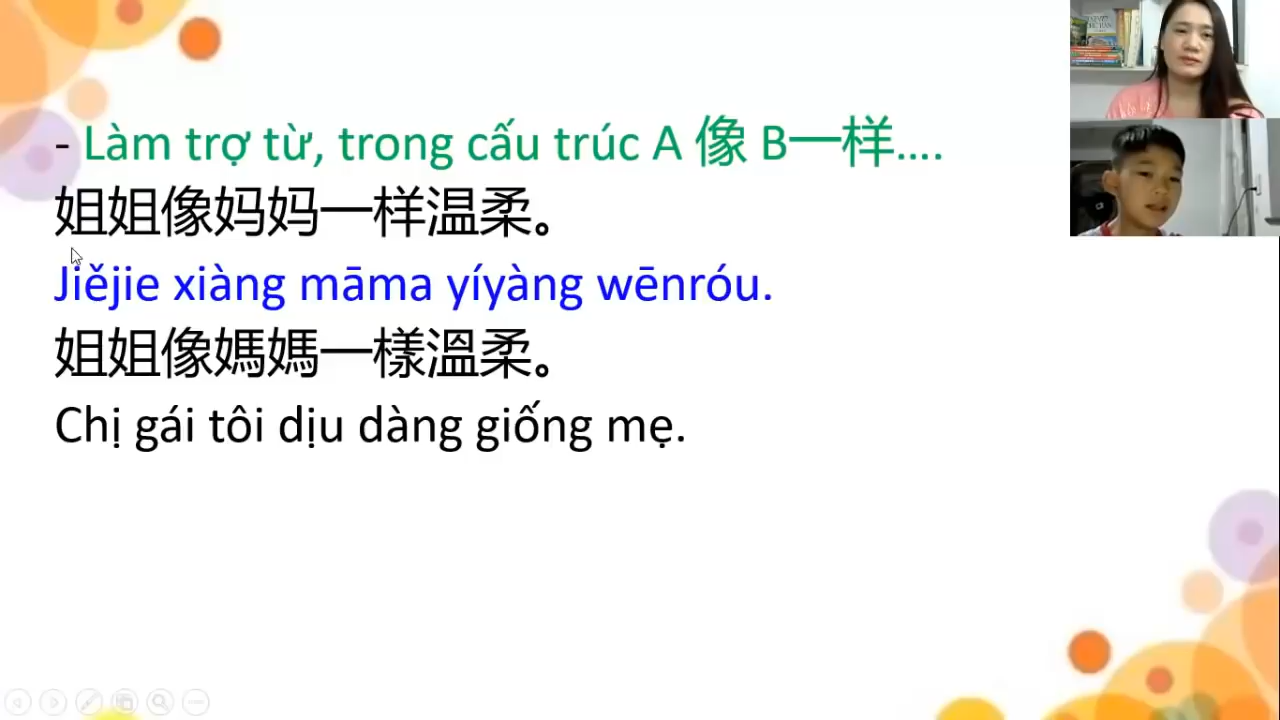 - Làm trợ từ, trong cấu trúc A 像 B一样....
姐姐像妈妈一样温柔。
Jiějie xiàng māma yíyàng wēnróu.
姐姐像媽媽一樣溫柔。
Chị gái tôi dịu dàng giống mẹ.